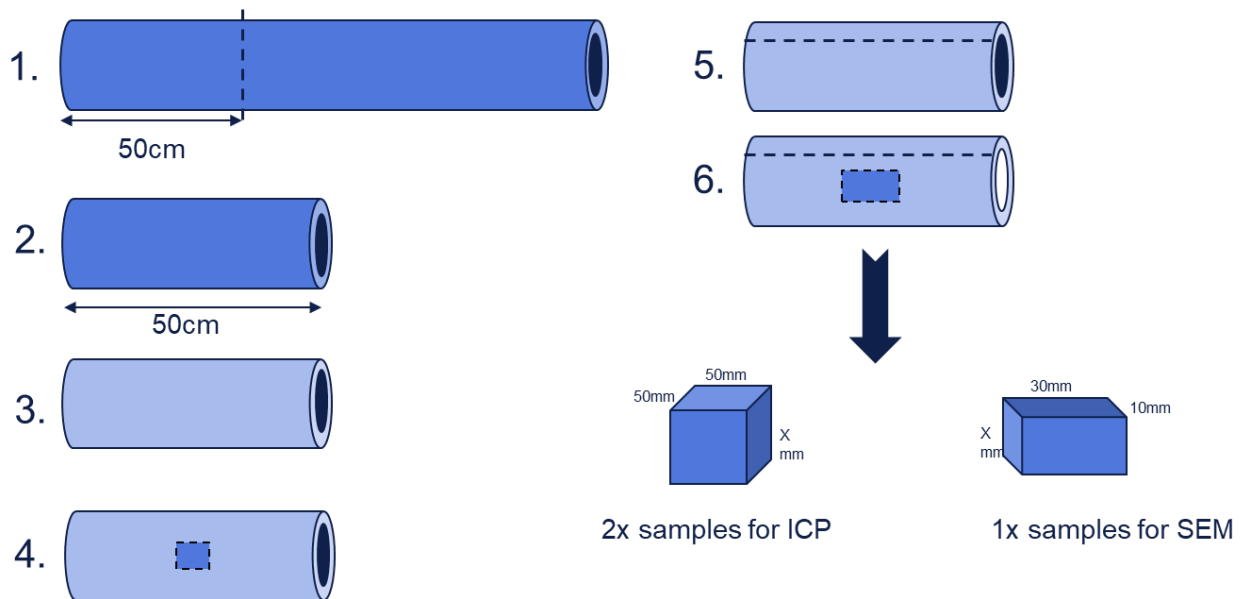 1.
50cm
2.
50cm
3.
4.
5.
6.
50mm
50mm
X
mm
2x samples for ICP
30mm
10mm
X
mm
1x samples for SEM